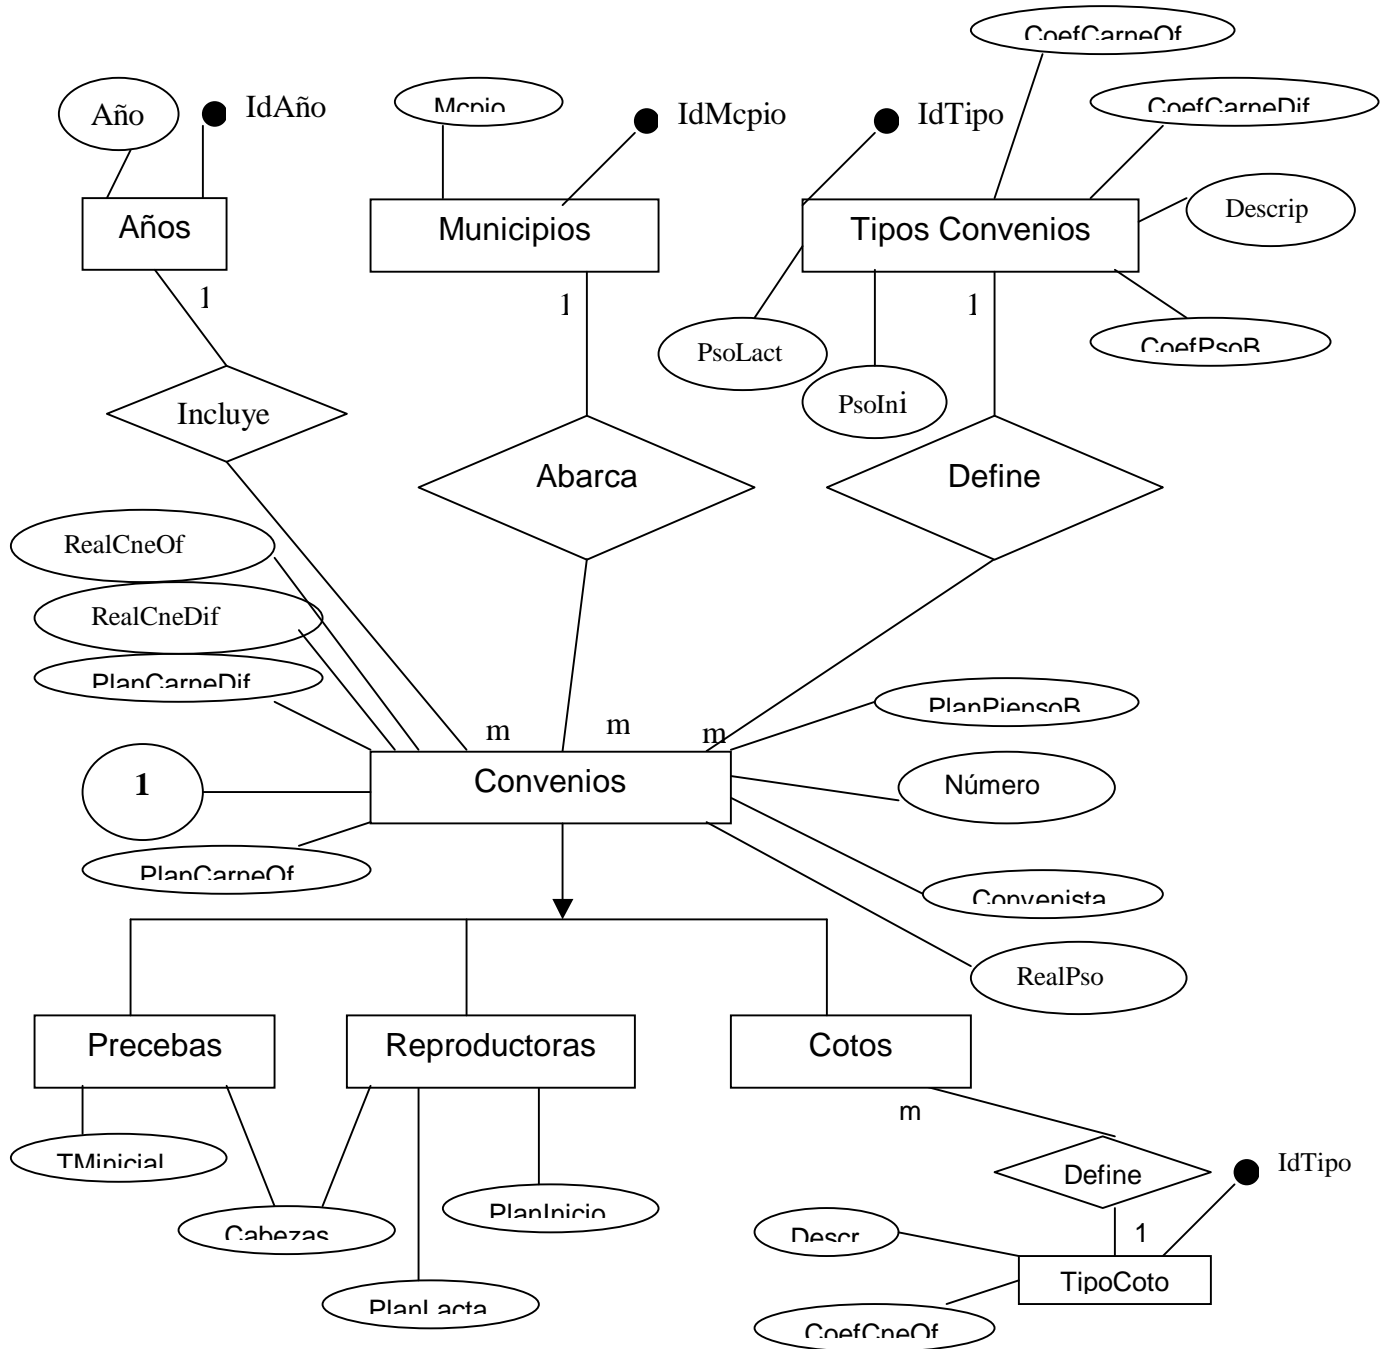 CoefCarneOf
Año
IdAño
Mcpio
IdMcpio
IdTipo
CoefCarneDif
Años
Municipios
Tipos Convenios
Descrip
1
1
1
PsoLact
PsoIni
CoefPsoB
Incluye
Abarca
Define
RealCneOf
RealCneDif
PlanCarneDif
PlanPiensoB
m
m
m
1
Convenios
Número
PlanCarneOf
Convenista
RealPso
Precebas
Reproductoras
Cotos
m
TMinicial
Define
IdTipo
Cabezas
PlanInicio
Descr
1
TipoCoto
PlanLacta
CoefCneOf